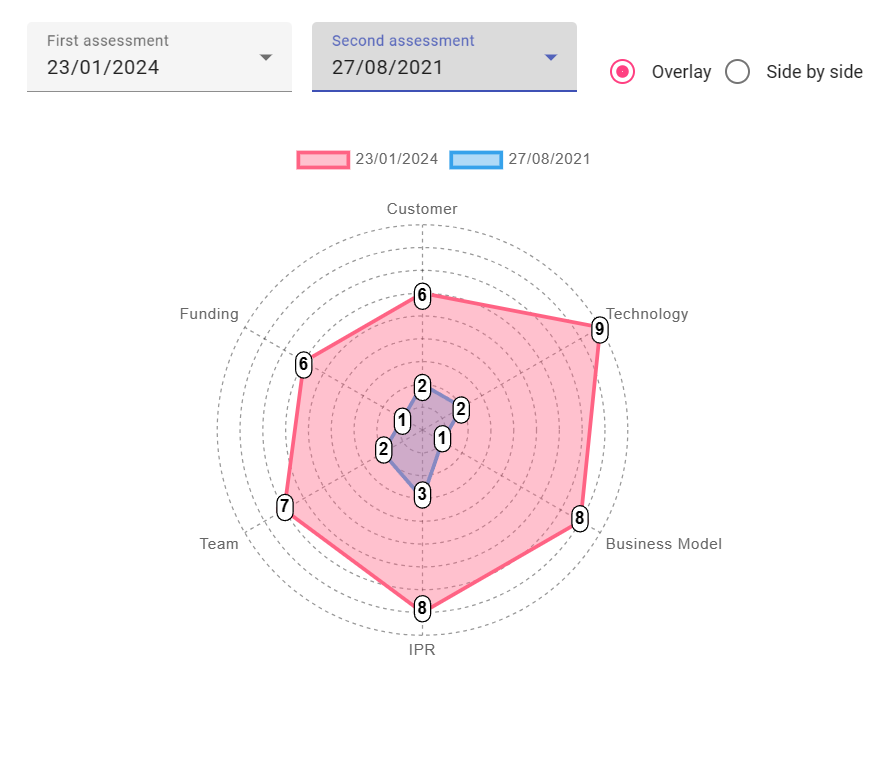 First assessment
23/01/2024
Second assessment
27/08/2021
Overlay
Side by side
23/01/2024
27/08/2021
Customer
6
Funding
Technology
9
6
2
2
1
1
2
3
7
8
Team
Business Model
8
IPR